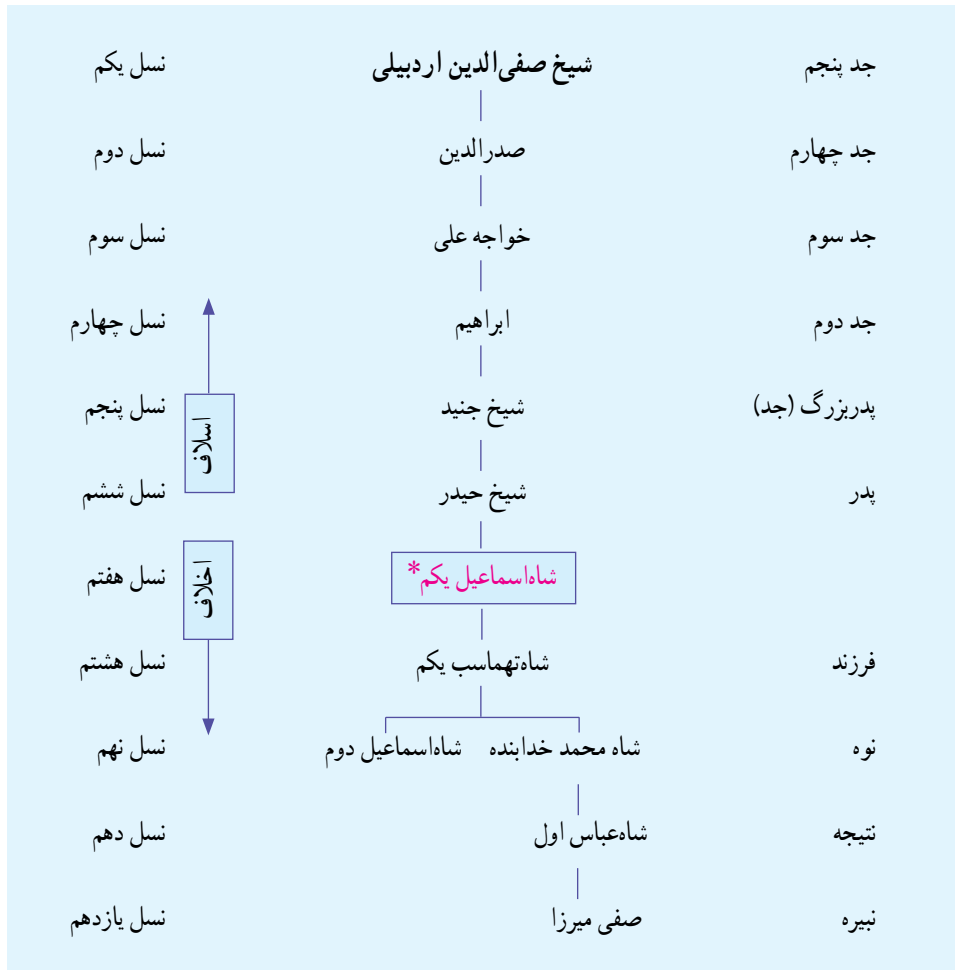 جد پنجم شیخ صفی‌الدین اردبیلی نسل یکم
جد چهارم صدرالدین نسل دوم
جد سوم خواجه علی نسل سوم
جد دوم ابراهیم نسل چهارم
پدربزرگ (جد) شیخ جنید نسل پنجم
اسلاف
پدر شیخ حیدر نسل ششم
شاه‌اسماعیل یکم* نسل هفتم
اخلاف
فرزند شاه‌تهماسب یکم نسل هشتم
نوه شاه محمد خدابنده شاه‌اسماعیل دوم نسل نهم
نتیجه شاه‌عباس اول نسل دهم
نبیره صفی میرزا نسل یازدهم